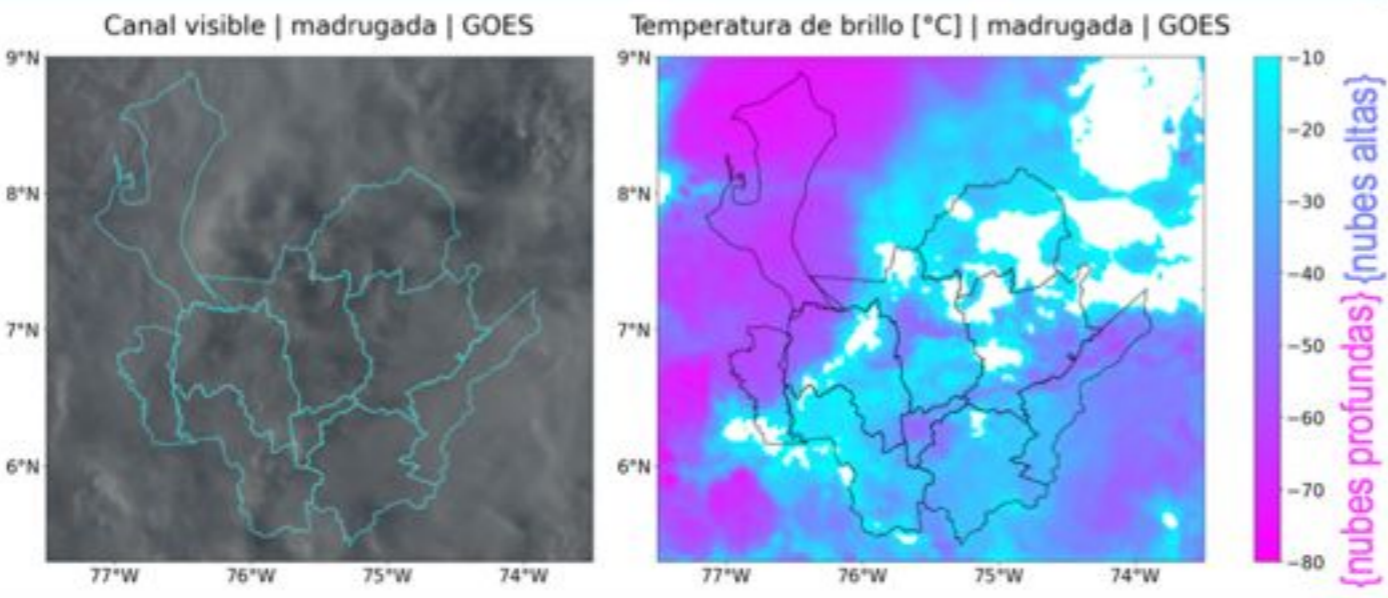 Canal visible | madrugada | GOES
9°N
8°N
7°N
6°N
77°W 76°W 75°W 74°W
Temperatura de brillo [°C] | madrugada | GOES
9°N
8°N
7°N
6°N
77°W 76°W 75°W 74°W
−10
−20
−30
−40
−50
−60
−70
−80
{nubes profundas} {nubes altas}